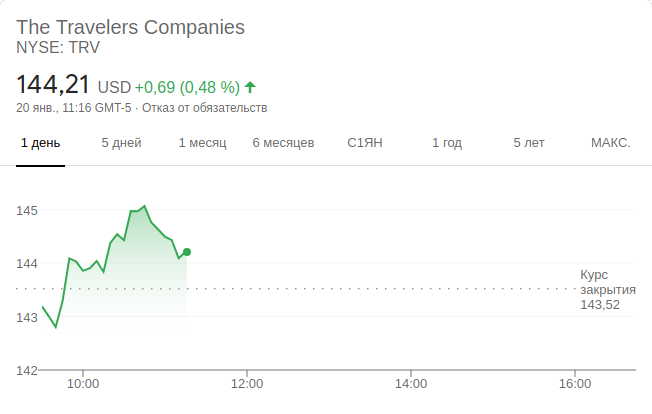 The Travelers Companies
NYSE: TRV
144,21 USD +0,69 (0,48 %)
20 янв., 11:16 GMT-5 · Отказ от обязательств
1 день 5 дней 1 месяц 6 месяцев С1ЯН 1 год 5 лет МАКС.
145
144
Курс
закрытия
143,52
143
142
10:00 12:00 14:00 16:00